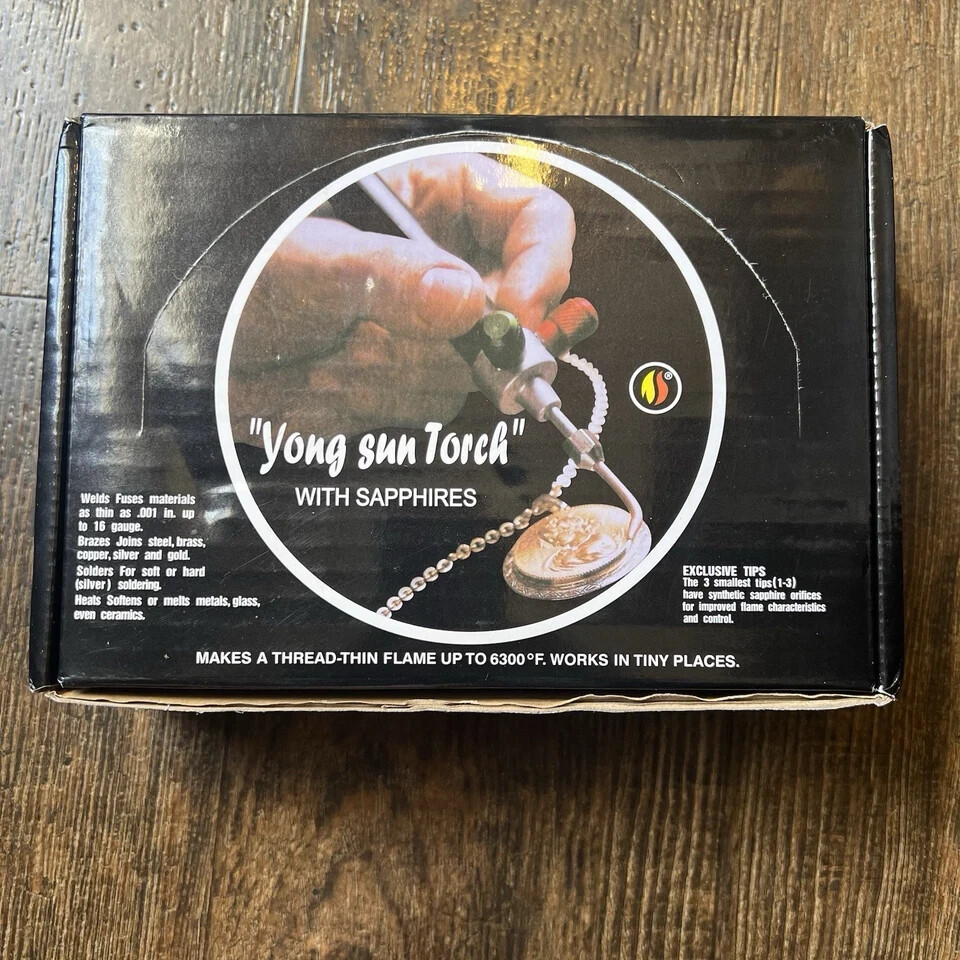 "Yong sun Torch"
WITH SAPPHIRES
Welds Fuses materials
as thin as .001 in. up
to 16 gauge.
Brazes Joins steel, brass,
copper, silver and gold.
Solders For soft or hard
(silver) soldering.
Heats Softens or melts metals, glass,
even ceramics.
EXCLUSIVE TIPS
The 3 smallest tips(1-3)
have synthetic sapphire orifices
for improved flame characteristics
and control.
MAKES A THREAD-THIN FLAME UP TO 6300°F. WORKS IN TINY PLACES.
®